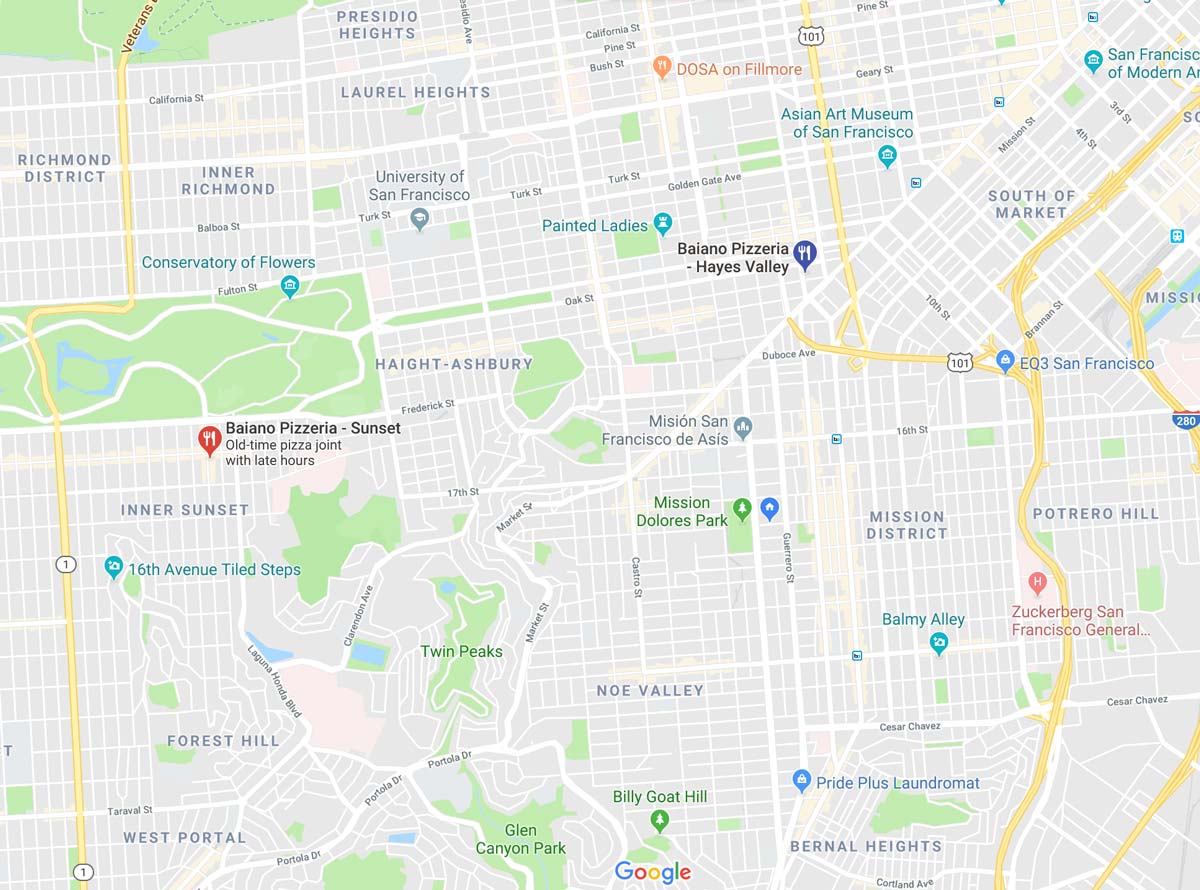 PRESIDIO
HEIGHTS
Presidio Ave
Veterans
California St
Pine St
Bush St
101
DOSA on Fillmore
Geary St
San Francisc
of Modern Ar
LAUREL HEIGHTS
California St
3rd St
4th St
Mission St
SO
Asian Art Museum
of San Francisco
RICHMOND
DISTRICT
INNER
RICHMOND
University of
San Francisco
Turk St
Turk St
Golden Gate Ave
SOUTH OF
MARKET
Turk St
Balboa St
Painted Ladies
Baiano Pizzeria
- Hayes Valley
Conservatory of Flowers
Fulton St
Oak St
10th St
Brannan St
MISSI
Duboce Ave
101
EQ3 San Francisco
HAIGHT-ASHBURY
Frederick St
280
Baiano Pizzeria - Sunset
Old-time pizza joint
with late hours
Misión San
Francisco de Asís
16th St
17th St
Market St
Mission
Dolores Park
INNER SUNSET
MISSION
DISTRICT
POTRERO HILL
Guerrero St
1
16th Avenue Tiled Steps
Castro St
Clarendon Ave
Market St
H
Zuckerberg San
Francisco General...
Balmy Alley
Twin Peaks
Laguna Honda Blvd
NOE VALLEY
Cesar Chavez
Cesar Chavez
FOREST HILL
T
Portola Dr
Portola Dr
Pride Plus Laundromat
Billy Goat Hill
Taraval St
WEST PORTAL
Glen
Canyon Park
Portola Dr
BERNAL HEIGHTS
1
Google
Cortland Ave